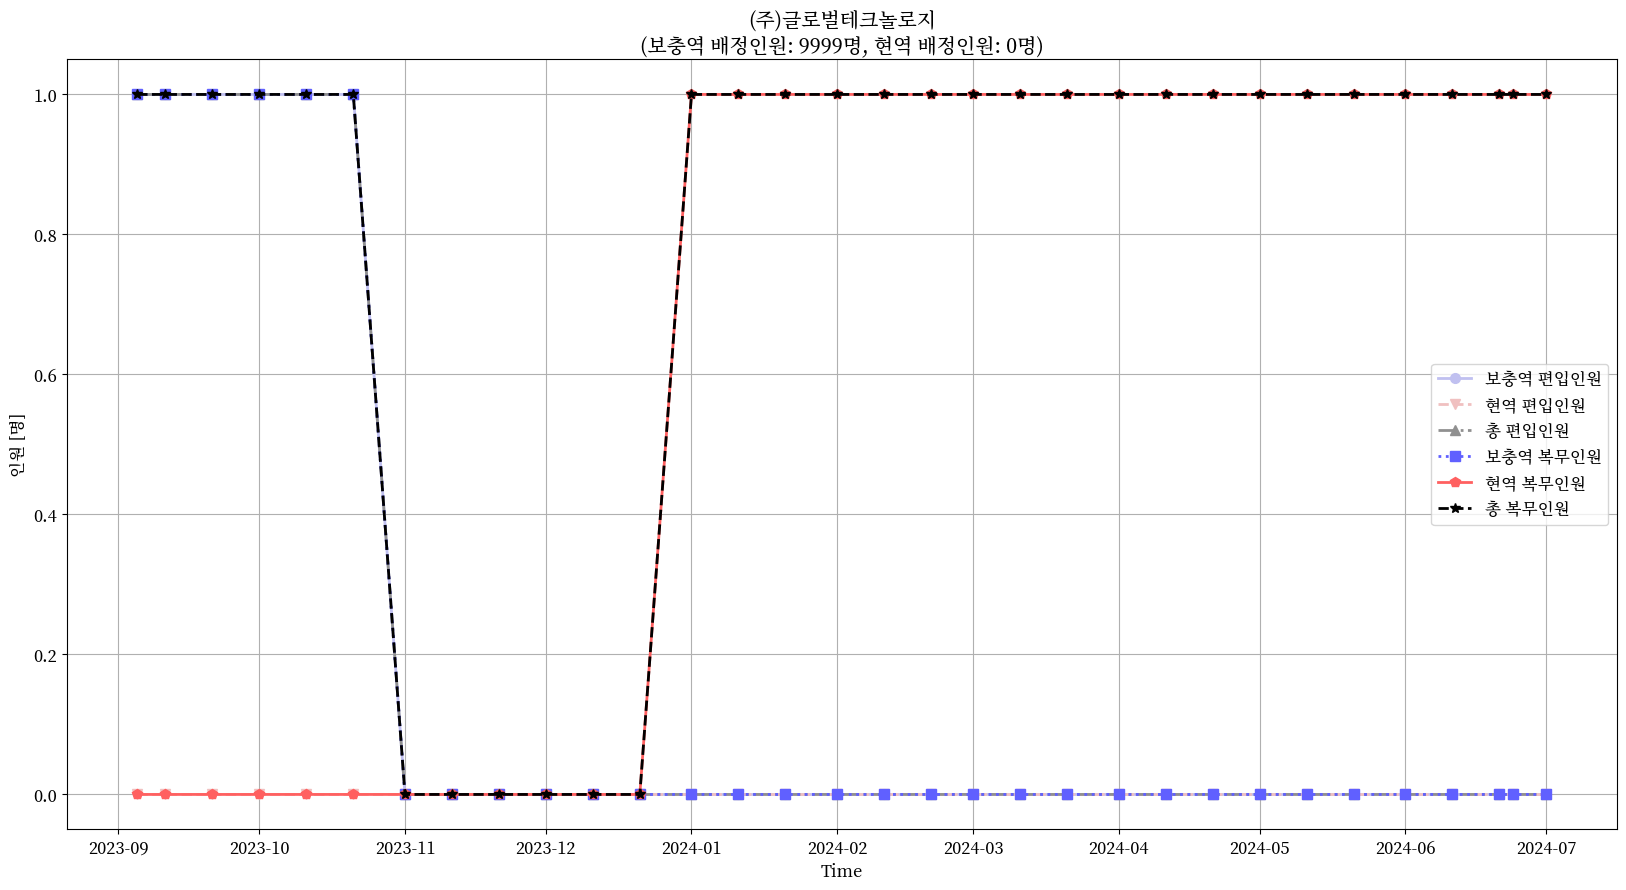 (주)글로벌테크놀로지
(보충역 배정인원: 9999명, 현역 배정인원: 0명)
인원 [명]
1.0
0.8
0.6
0.4
0.2
0.0
보충역 편입인원
현역 편입인원
총 편입인원
보충역 복무인원
현역 복무인원
총 복무인원
2023-09 2023-10 2023-11 2023-12 2024-01 2024-02 2024-03 2024-04 2024-05 2024-06 2024-07
Time